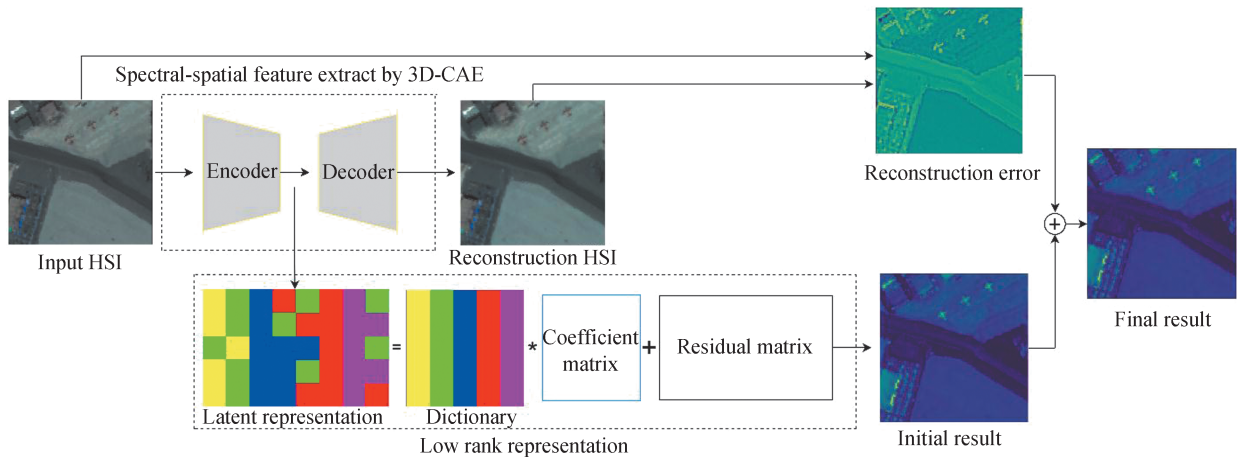 Spectral-spatial feature extract by 3D-CAE
Encoder
Decoder
Input HSI
Reconstruction HSI
Reconstruction error
Latent representation
=
Dictionary
*
Coefficient
matrix
+
Residual matrix
Low rank representation
Initial result
+
Final result